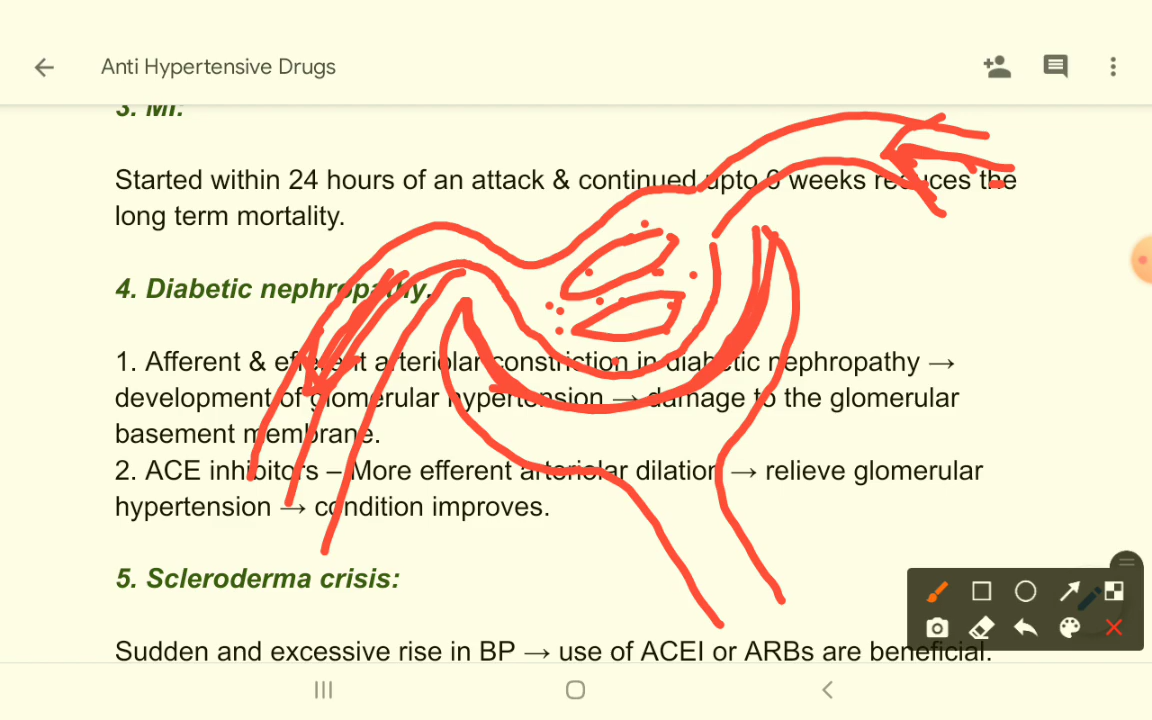 Anti Hypertensive Drugs
3. MI:
Started within 24 hours of an attack & continued upto 6 weeks reduces the
long term mortality.
4. Diabetic nephropathy.
1. Afferent & efferent arteriolar constriction in diabetic nephropathy →
development of glomerular hypertension → damage to the glomerular
basement membrane.
2. ACE inhibitors – More efferent arteriolar dilation → relieve glomerular
hypertension → condition improves.
5. Scleroderma crisis:
Sudden and excessive rise in BP → use of ACEI or ARBs are beneficial.